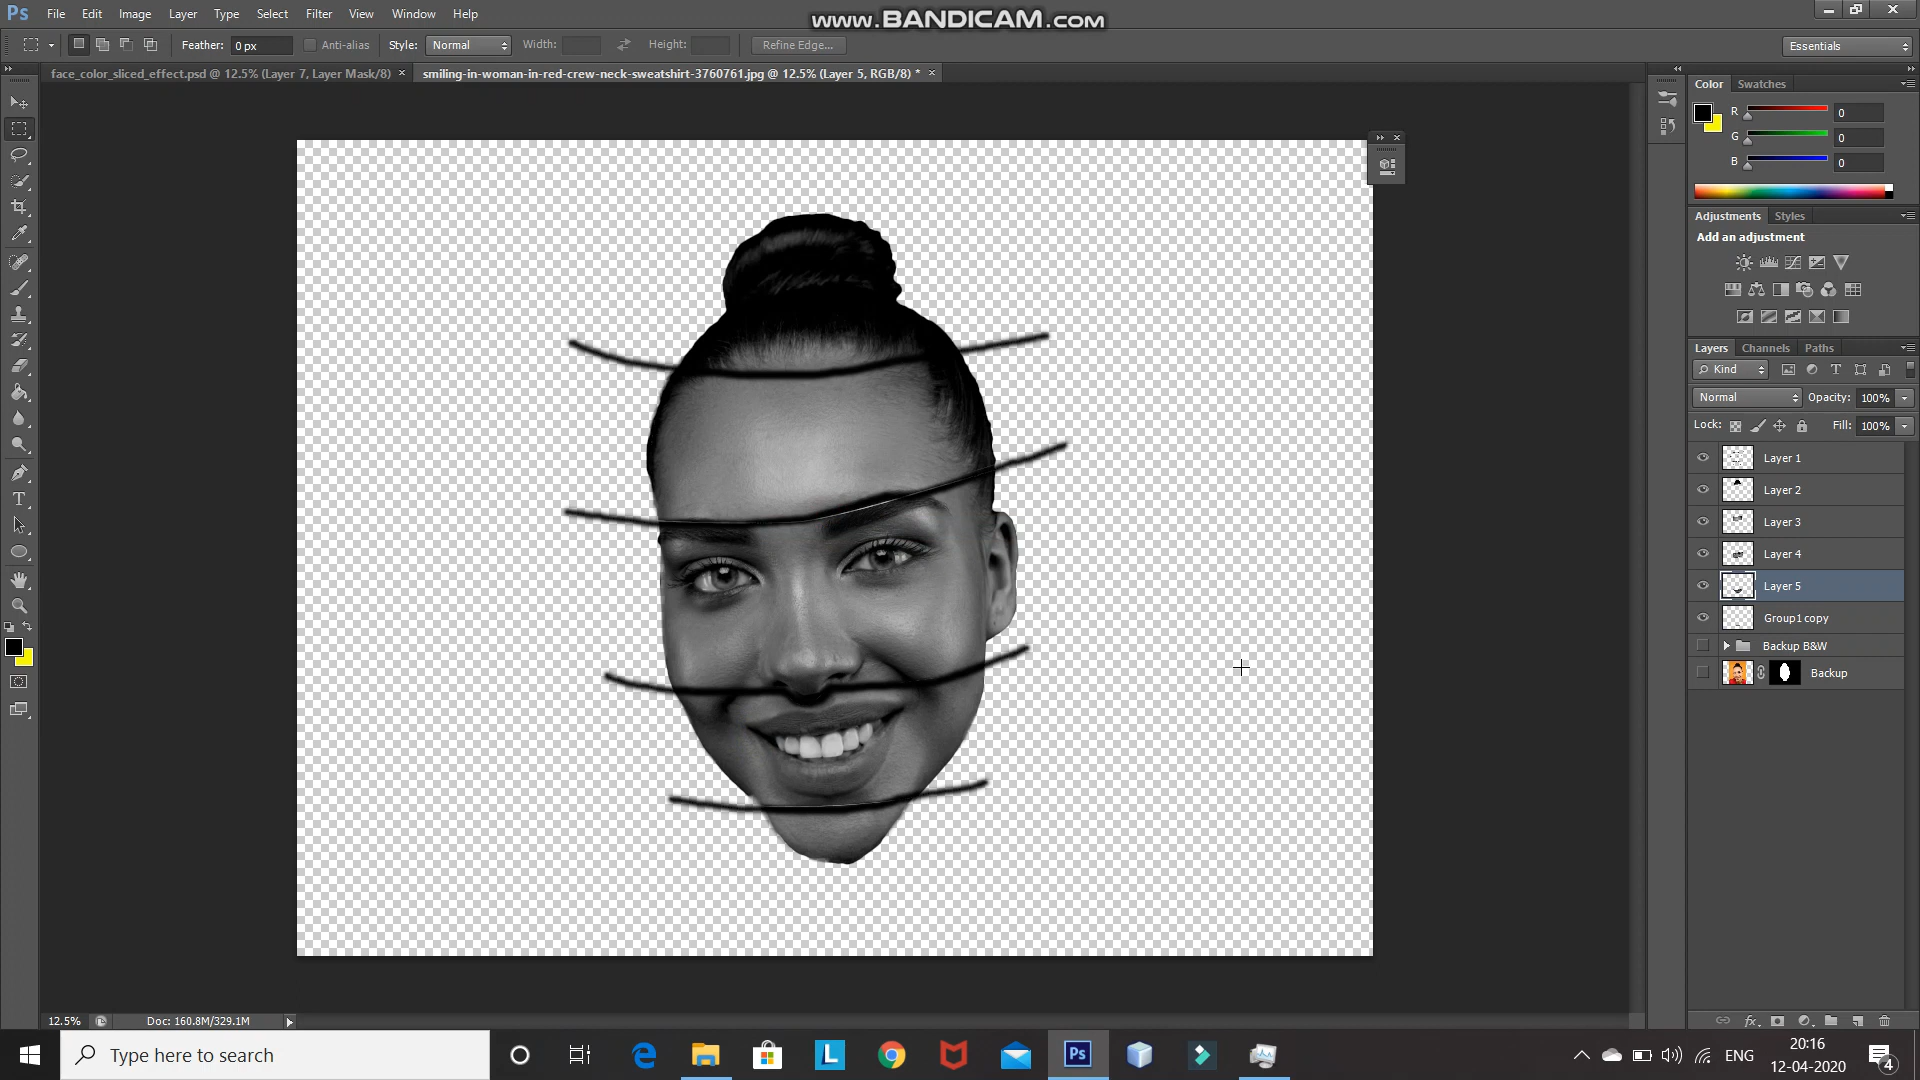 www.BANDICAM.com
Ps File Edit Image Layer Type Select Filter View Window Help
Feather: 0 px Anti-alias Style: Normal Width: Height: Refine Edge... Essentials
face_color_sliced_effect.psd @ 12.5% (Layer 7, Layer Mask/8) × smiling-in-woman-in-red-crew-neck-sweatshirt-3760761.jpg @ 12.5% (Layer 5, RGB/8) * ×
Color Swatches
R 0
G 0
B 0
Adjustments Styles
Add an adjustment
Layers Channels Paths
Kind
Normal Opacity: 100%
Lock: Fill: 100%
Layer 1
Layer 2
Layer 3
Layer 4
Layer 5
Group1 copy
Backup B&W
Backup
12.5% Doc: 160.8M/329.1M
Type here to search
L
Ps
ENG
20:16
12-04-2020
4